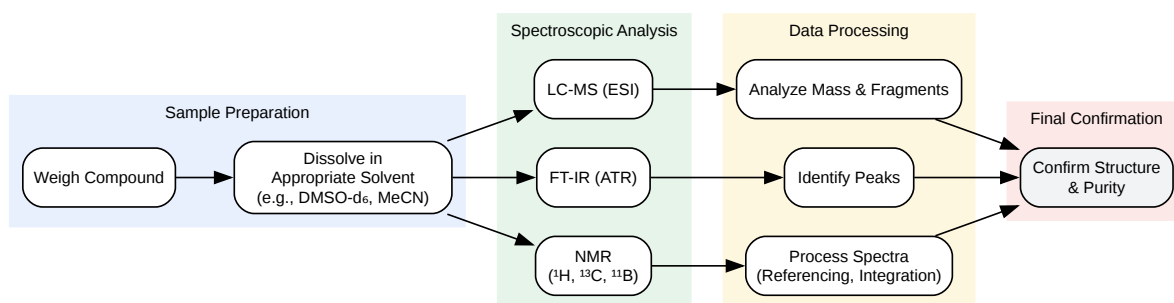 Sample Preparation
Weigh Compound
Dissolve in
Appropriate Solvent
(e.g., DMSO-d₆, MeCN)
Spectroscopic Analysis
LC-MS (ESI)
FT-IR (ATR)
NMR
(¹H, ¹³C, ¹¹B)
Data Processing
Analyze Mass & Fragments
Identify Peaks
Process Spectra
(Referencing, Integration)
Final Confirmation
Confirm Structure
& Purity